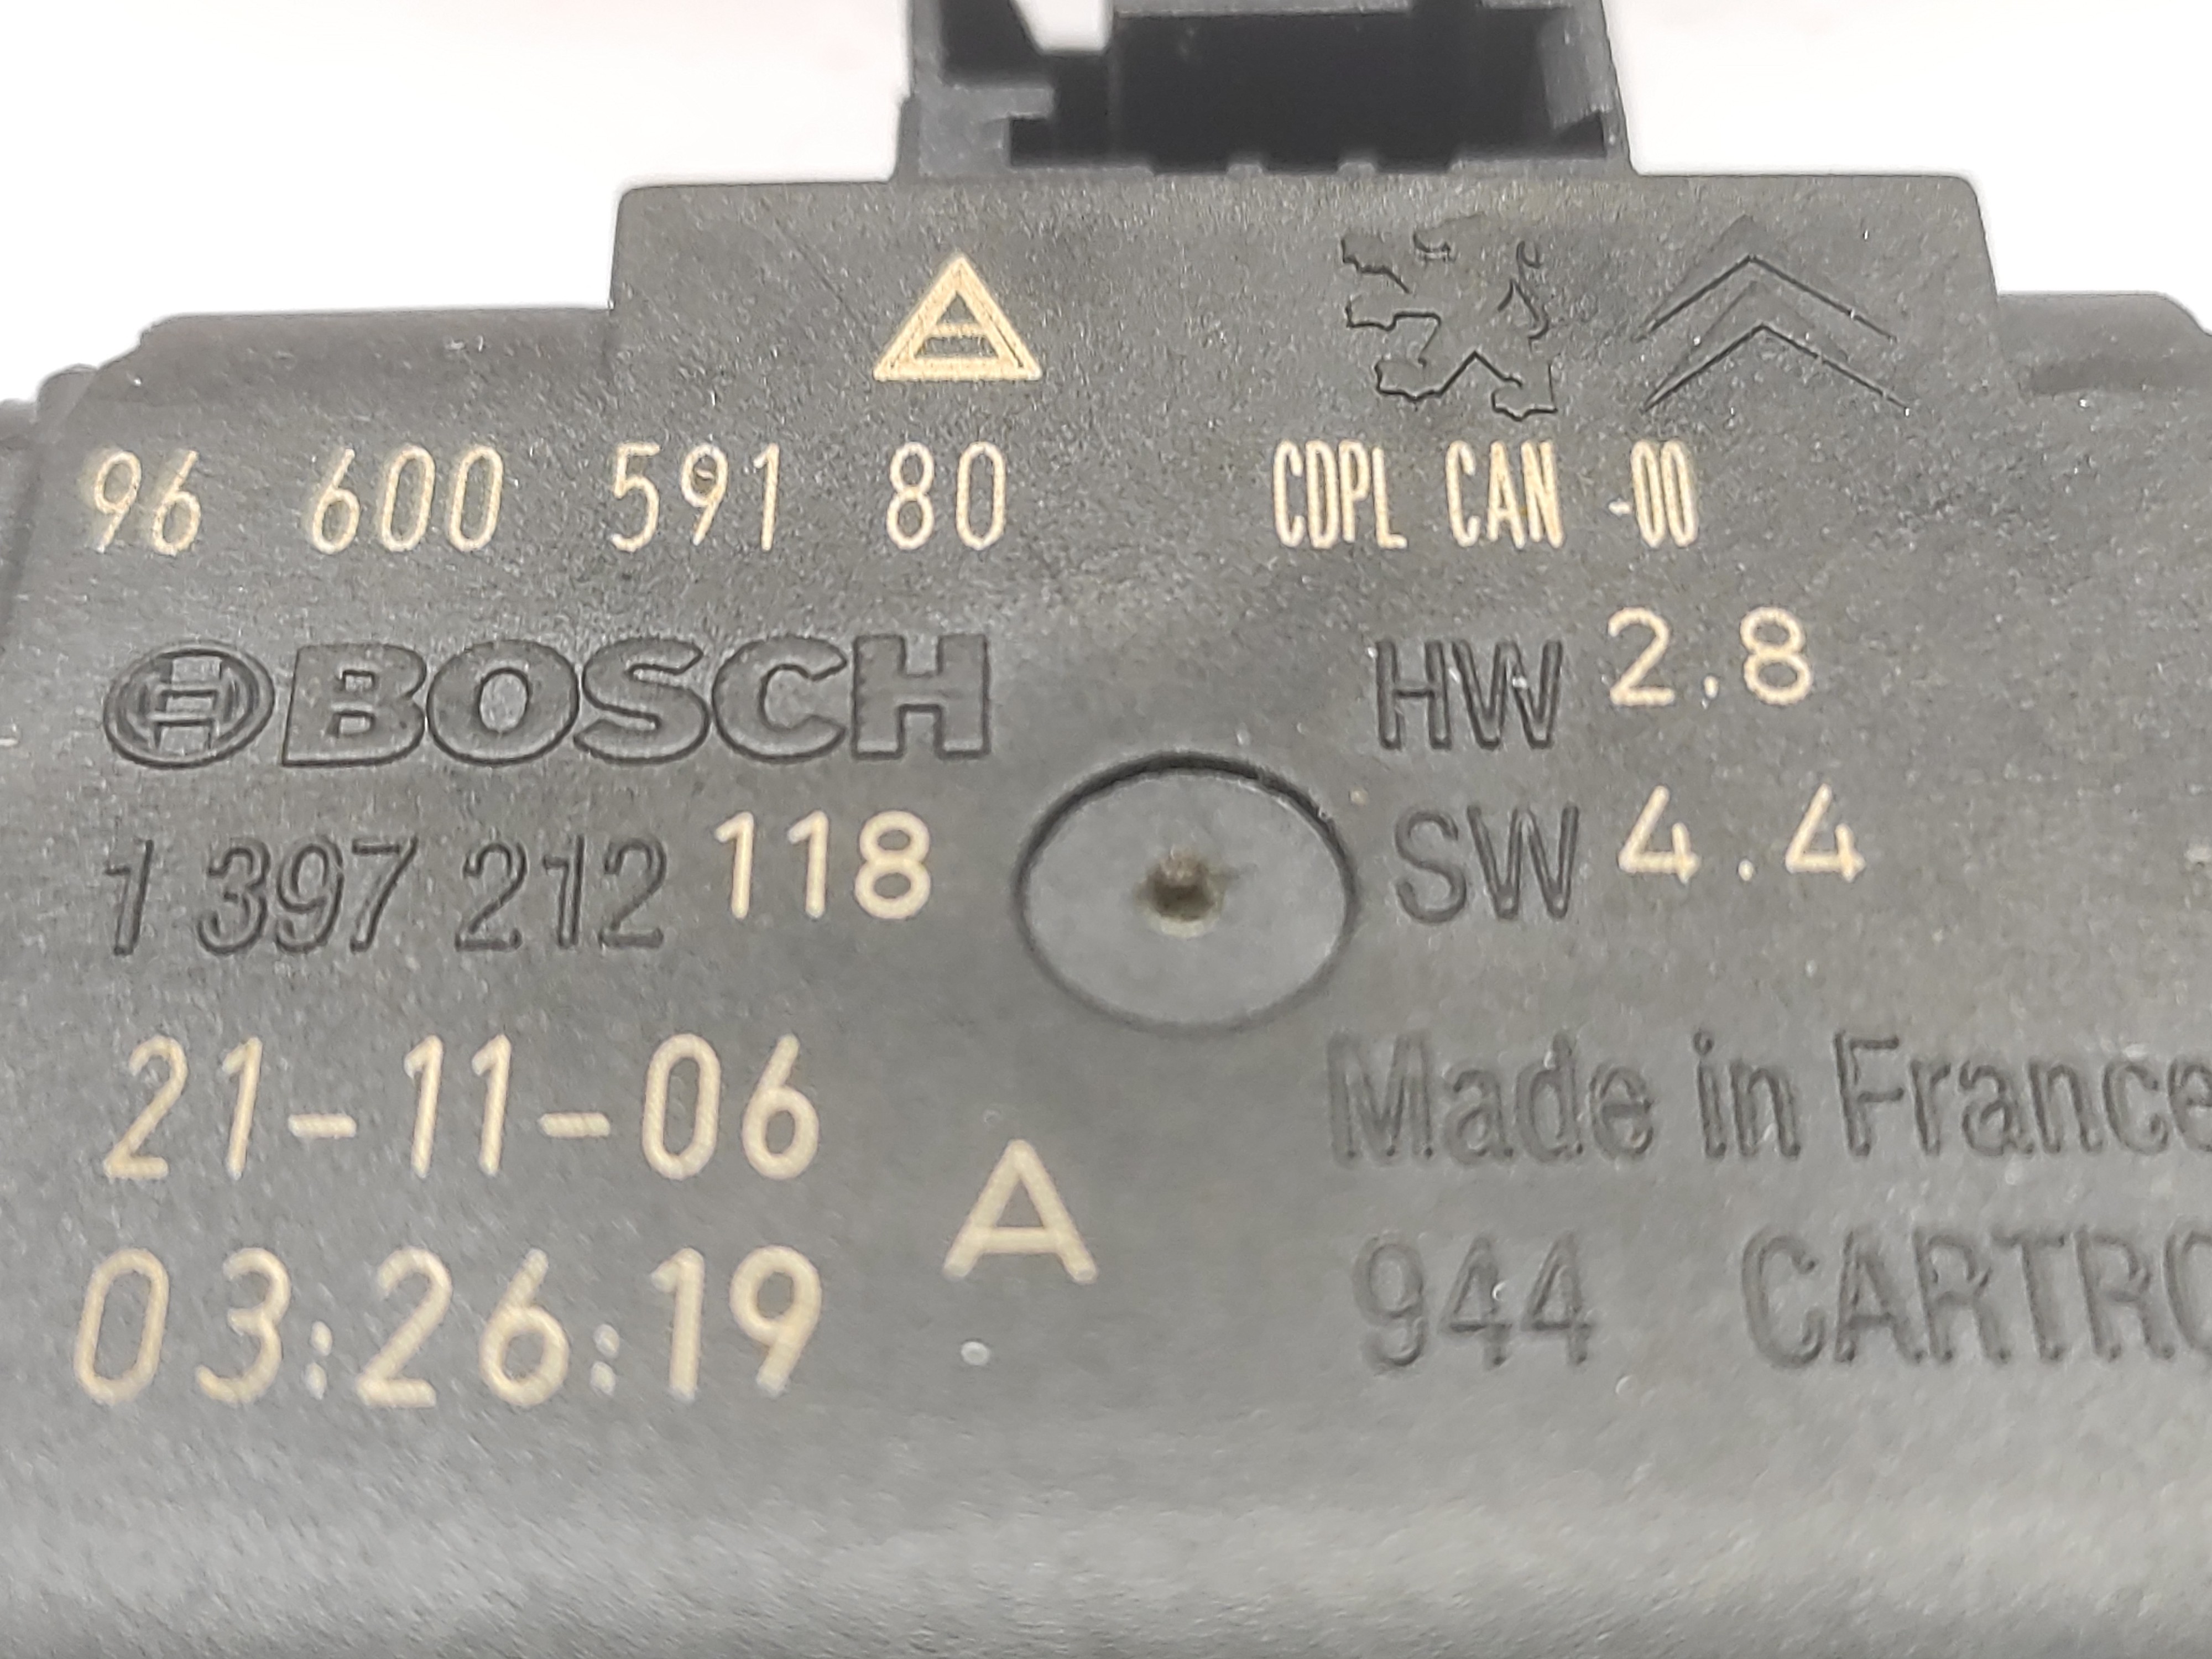 96 600 591 80 CDPL CAN -00
BOSCH HW 2.8
1 397 212 118 SW 4.4
21-11-06 Made in France
03:26:19 A 944 CARTRO